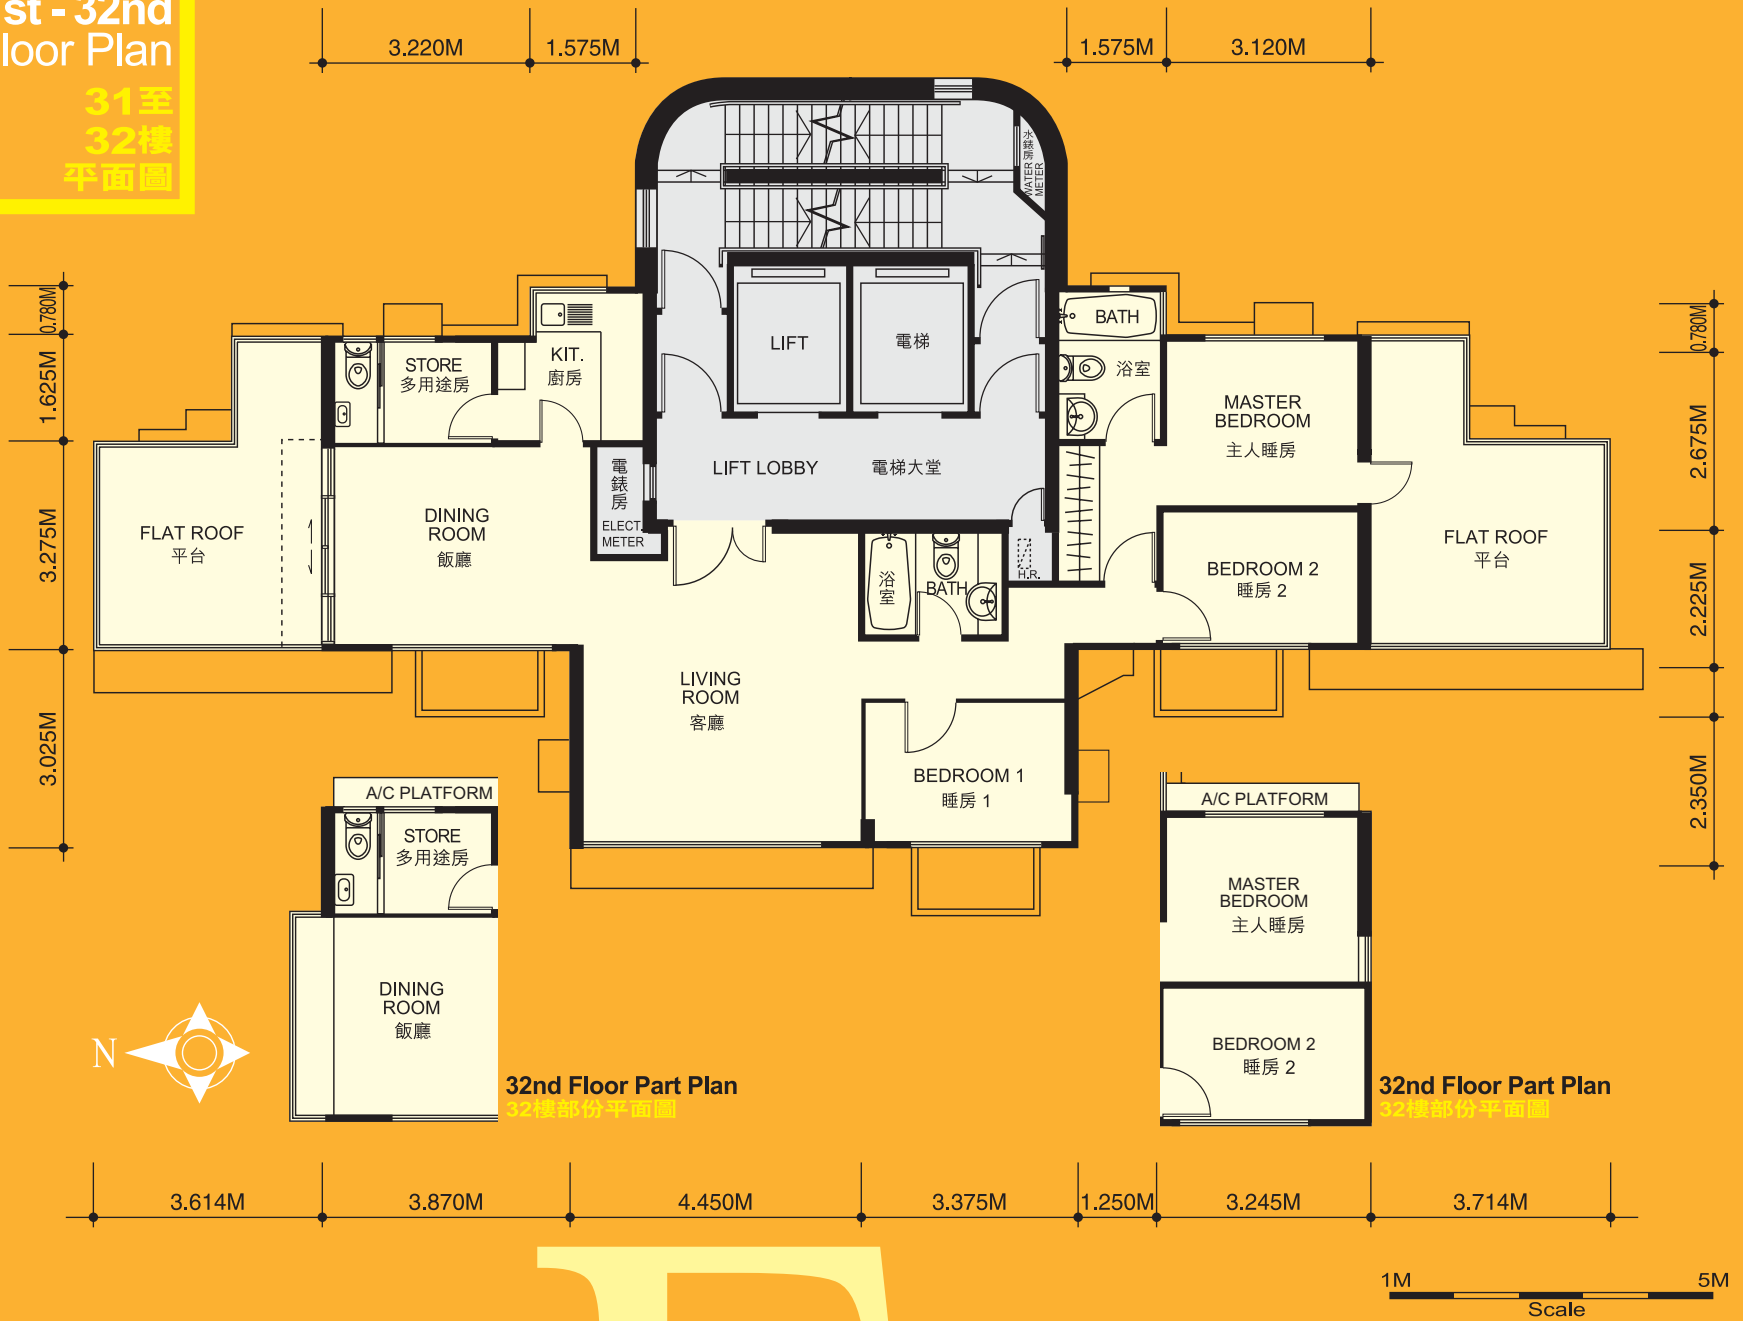 st - 32nd
loor Plan
31至
32樓
平面圖
3.220M
1.575M
1.575M
3.120M
0.780M
1.625M
3.275M
3.025M
0.780M
2.675M
2.225M
2.350M
水錶房
WATER
METER
STORE
多用途房
KIT.
廚房
LIFT
電梯
BATH
浴室
MASTER
BEDROOM
主人睡房
LIFT LOBBY 電梯大堂
電錶房
ELECT.
METER
FLAT ROOF
平台
DINING
ROOM
飯廳
浴室
BATH
H.R.
BEDROOM 2
睡房 2
FLAT ROOF
平台
LIVING
ROOM
客廳
BEDROOM 1
睡房 1
A/C PLATFORM
STORE
多用途房
DINING
ROOM
飯廳
N
32nd Floor Part Plan
32樓部份平面圖
A/C PLATFORM
MASTER
BEDROOM
主人睡房
BEDROOM 2
睡房 2
32nd Floor Part Plan
32樓部份平面圖
3.614M
3.870M
4.450M
3.375M
1.250M
3.245M
3.714M
1M 5M
Scale